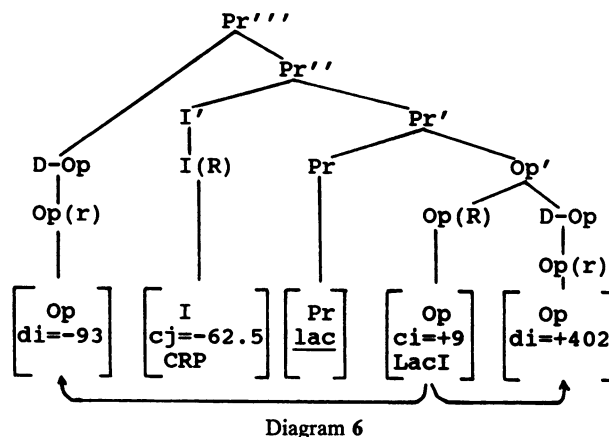 Pr'''
Pr''
I' Pr'
D-Op I(R) Pr Op'
Op(r) Op(R) D-Op
Op(r)
Op I Pr Op Op
di=-93 cj=-62.5 lac ci=+9 di=+402
CRP LacI
Diagram 6